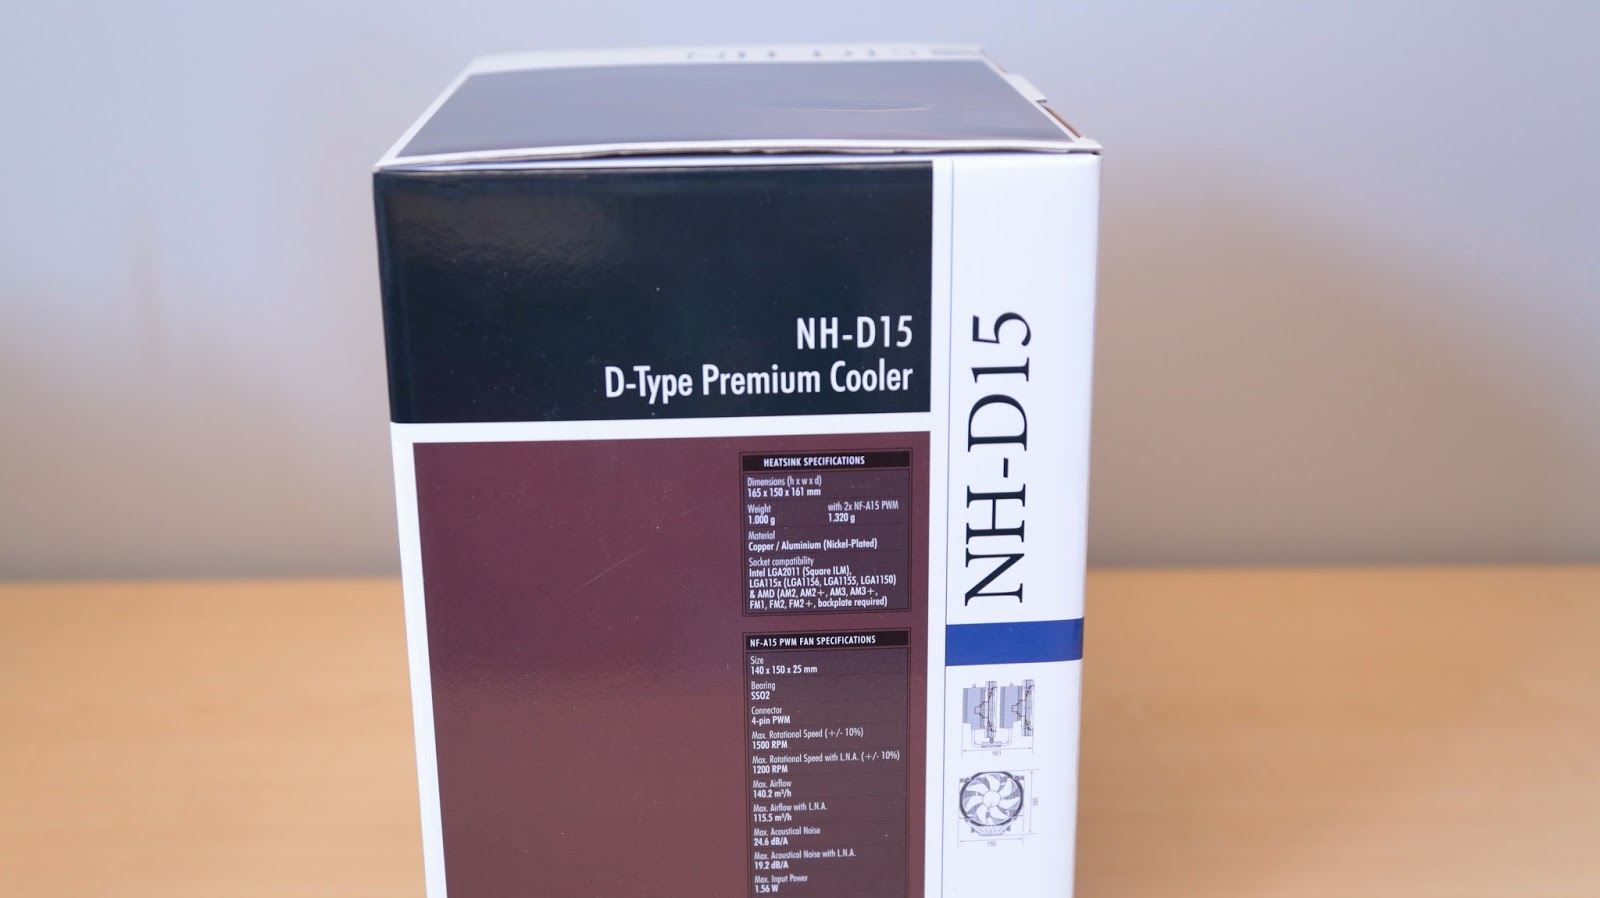 NH-D15
NH-D15
D-Type Premium Cooler
HEATSINK SPECIFICATIONS
Dimensions (h x w x d)
165 x 150 x 161 mm
Weight with 2x NF-A15 PWM
1.000 g 1.320 g
Material
Copper / Aluminium (Nickel-Plated)
Socket compatibility
Intel LGA2011 (Square ILM),
LGA115x (LGA1156, LGA1155, LGA1150)
& AMD (AM2, AM2+, AM3, AM3+,
FM1, FM2, FM2+, backplate required)
NF-A15 PWM FAN SPECIFICATIONS
Size
140 x 150 x 25 mm
Bearing
SSO2
Connector
4-pin PWM
Max. Rotational Speed (+/- 10%)
1500 RPM
Max. Rotational Speed with L.N.A. (+/- 10%)
1200 RPM
Max. Airflow
140.2 m³/h
Max. Airflow with L.N.A.
115.5 m³/h
Max. Acoustical Noise
24.6 dB/A
Max. Acoustical Noise with L.N.A.
19.2 dB/A
Max. Input Power
1.56 W
NH-D15
161
165
150